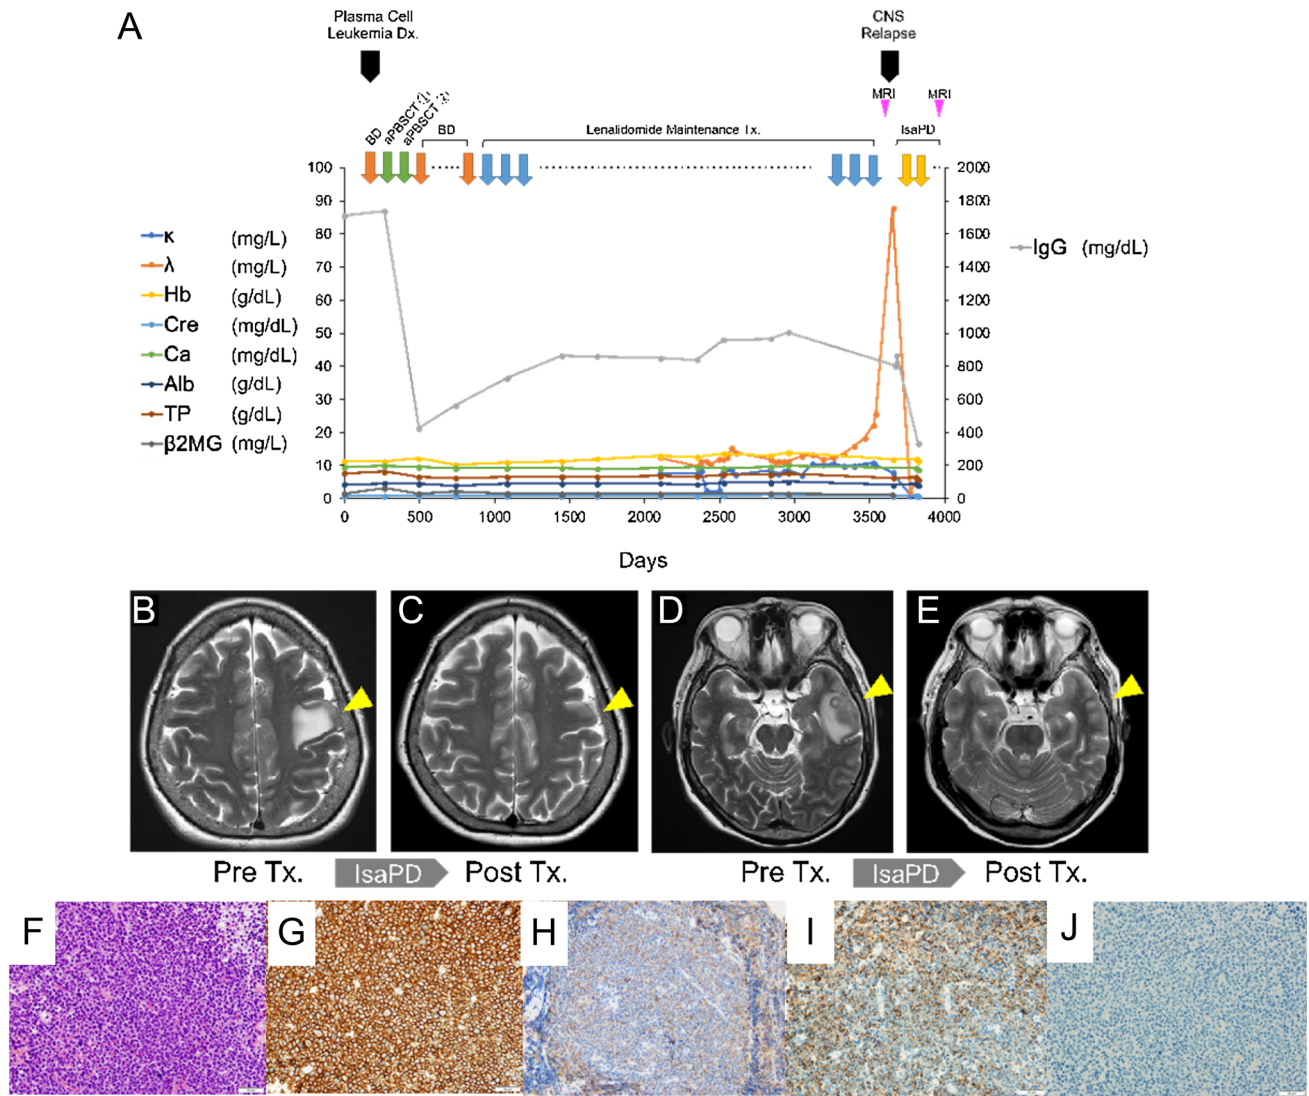 A
Plasma Cell
Leukemia Dx.
CNS
Relapse
MRI
MRI
BD
aPBSCT (1)
aPBSCT (2)
BD
Lenalidomide Maintenance Tx.
IsaPD
100
90
80
70
60
50
40
30
20
10
0
2000
1800
1600
1400
1200
1000
800
600
400
200
0
κ (mg/L)
λ (mg/L)
Hb (g/dL)
Cre (mg/dL)
Ca (mg/dL)
Alb (g/dL)
TP (g/dL)
β2MG (mg/L)
IgG (mg/dL)
0 500 1000 1500 2000 2500 3000 3500 4000
Days
B C D E
Pre Tx. IsaPD Post Tx. Pre Tx. IsaPD Post Tx.
F G H I J